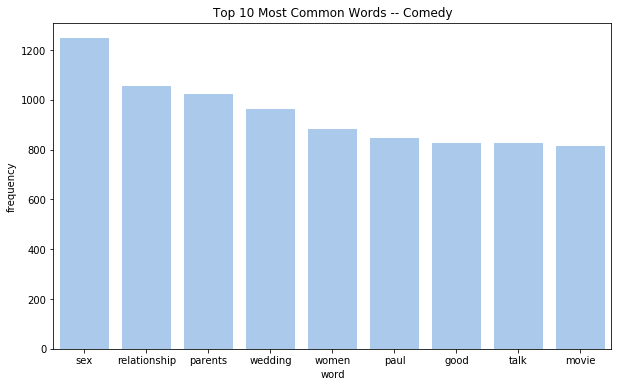 Top 10 Most Common Words -- Comedy
1200
1000
800
600
400
200
0
frequency
sex relationship parents wedding women paul good talk movie
word